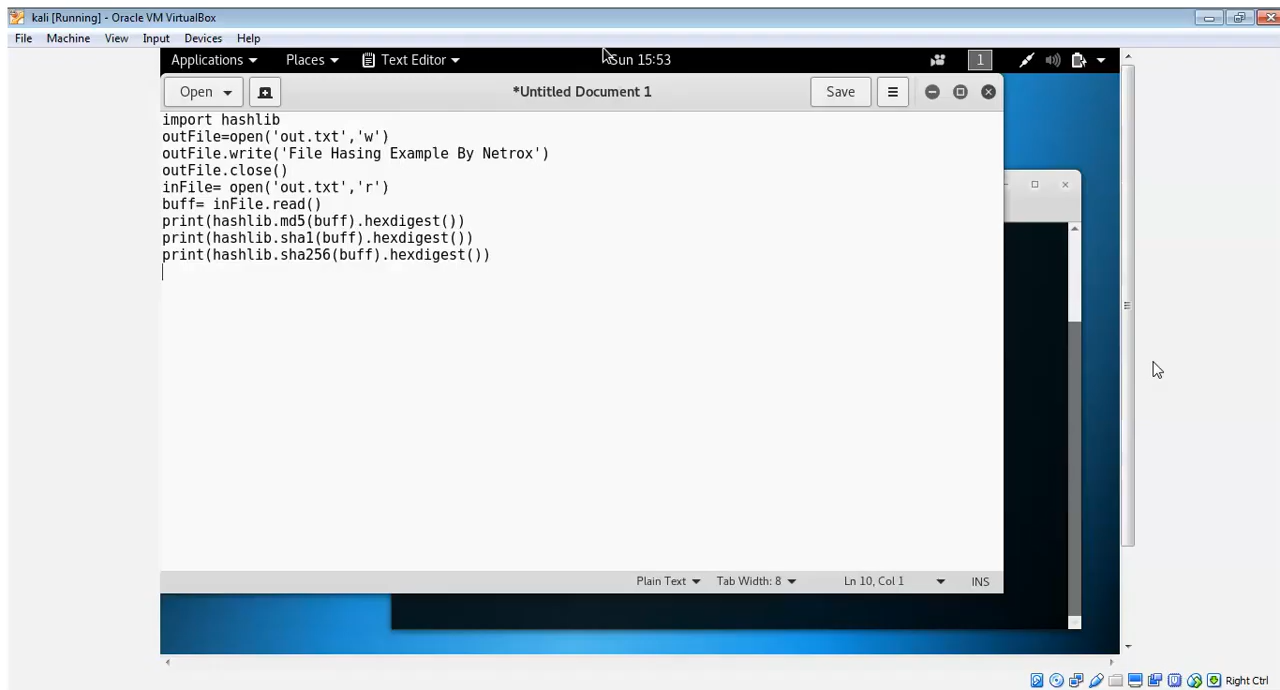 kali [Running] - Oracle VM VirtualBox
File Machine View Input Devices Help
Applications Places Text Editor Sun 15:53 1
Open *Untitled Document 1 Save
import hashlib
outFile=open('out.txt','w')
outFile.write('File Hasing Example By Netrox')
outFile.close()
inFile= open('out.txt','r')
buff= inFile.read()
print(hashlib.md5(buff).hexdigest())
print(hashlib.sha1(buff).hexdigest())
print(hashlib.sha256(buff).hexdigest())
Plain Text Tab Width: 8 Ln 10, Col 1 INS
Right Ctrl